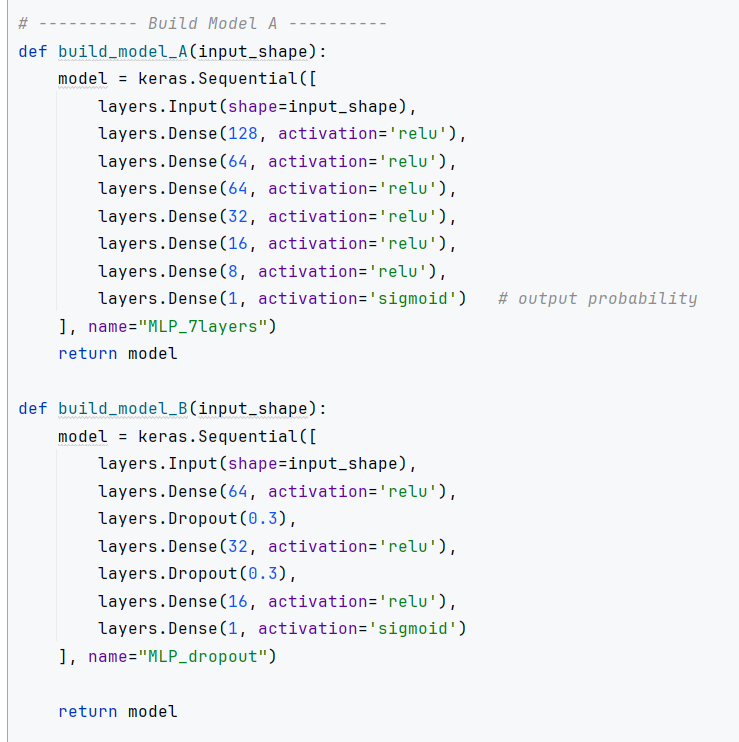 # ---------- Build Model A ----------
def build_model_A(input_shape):
    model = keras.Sequential([
        layers.Input(shape=input_shape),
        layers.Dense(128, activation='relu'),
        layers.Dense(64, activation='relu'),
        layers.Dense(64, activation='relu'),
        layers.Dense(32, activation='relu'),
        layers.Dense(16, activation='relu'),
        layers.Dense(8, activation='relu'),
        layers.Dense(1, activation='sigmoid')   # output probability
    ], name="MLP_7layers")
    return model

def build_model_B(input_shape):
    model = keras.Sequential([
        layers.Input(shape=input_shape),
        layers.Dense(64, activation='relu'),
        layers.Dropout(0.3),
        layers.Dense(32, activation='relu'),
        layers.Dropout(0.3),
        layers.Dense(16, activation='relu'),
        layers.Dense(1, activation='sigmoid')
    ], name="MLP_dropout")

    return model